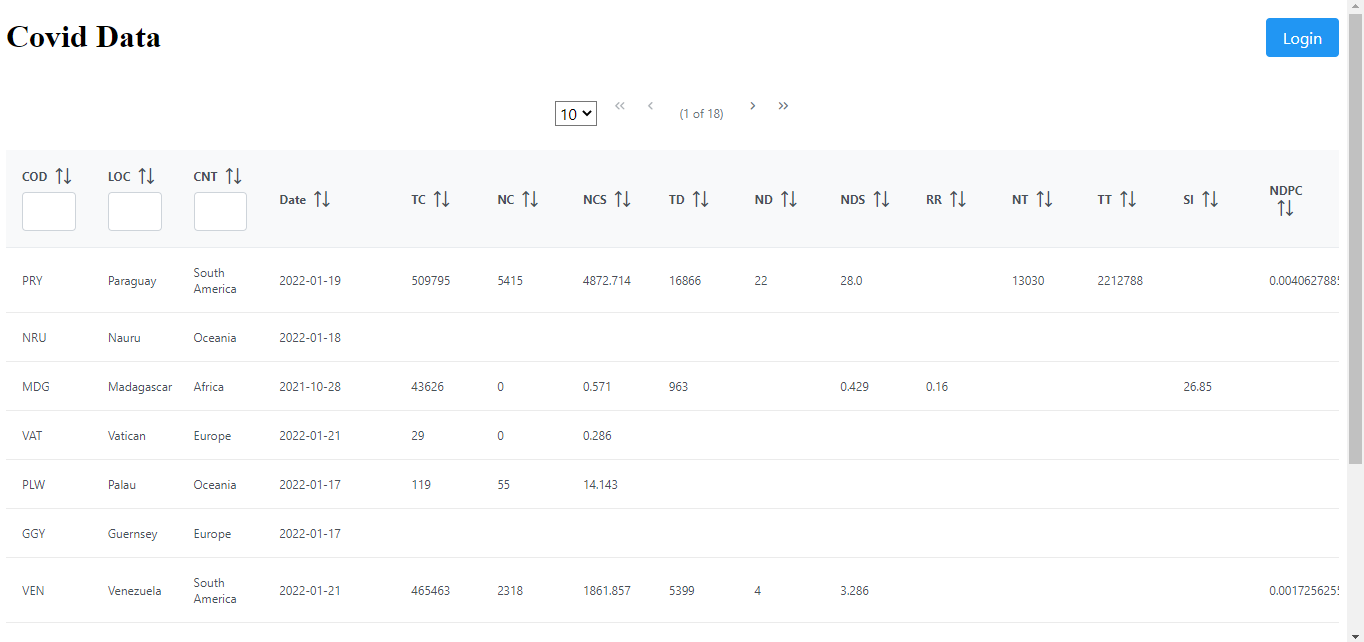 Covid Data
Login
10 (1 of 18)
COD LOC CNT Date TC NC NCS TD ND NDS RR NT TT SI NDPC
PRY Paraguay South America 2022-01-19 509795 5415 4872.714 16866 22 28.0 13030 2212788 0.004062788
NRU Nauru Oceania 2022-01-18
MDG Madagascar Africa 2021-10-28 43626 0 0.571 963 0.429 0.16 26.85
VAT Vatican Europe 2022-01-21 29 0 0.286
PLW Palau Oceania 2022-01-17 119 55 14.143
GGY Guernsey Europe 2022-01-17
VEN Venezuela South America 2022-01-21 465463 2318 1861.857 5399 4 3.286 0.001725625